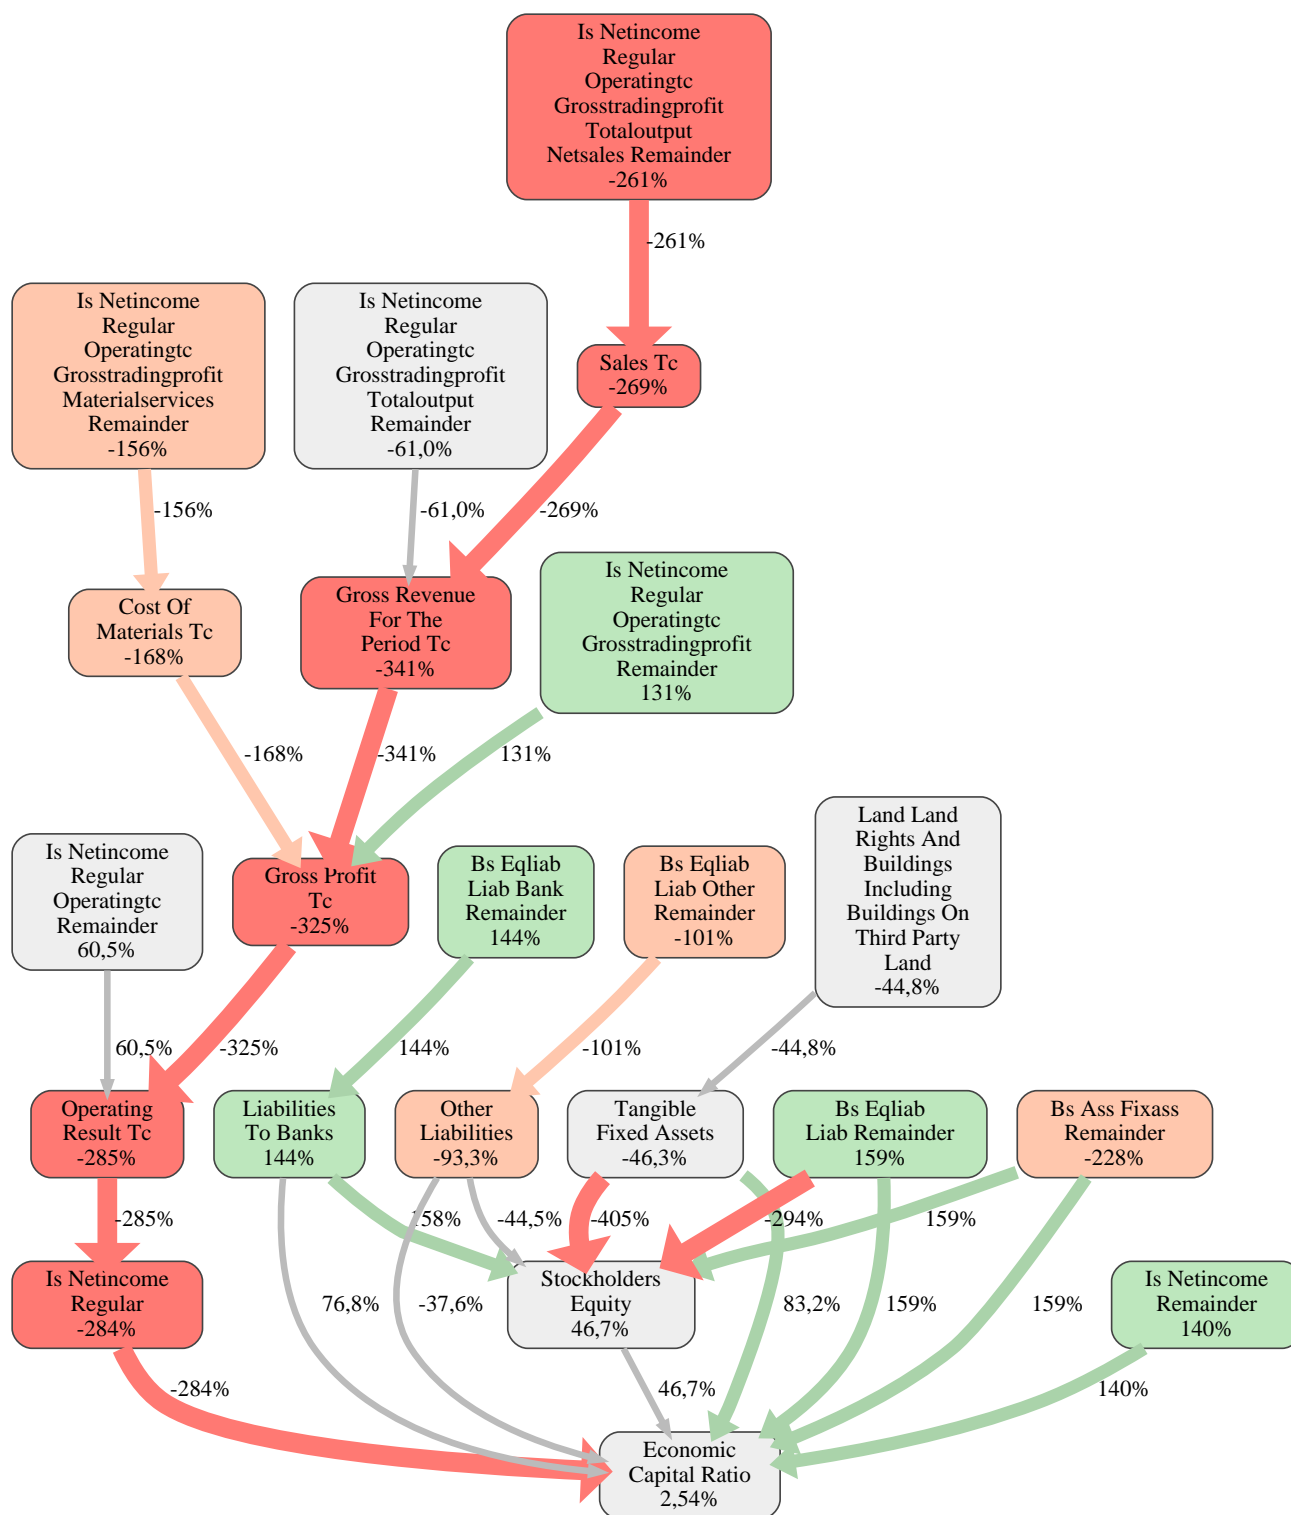 Is Netincome
Regular
Operatingtc
Grosstradingprofit
Totaloutput
Netsales Remainder
-261%
-261%
Is Netincome
Regular
Operatingtc
Grosstradingprofit
Materialservices
Remainder
-156%
Is Netincome
Regular
Operatingtc
Grosstradingprofit
Totaloutput
Remainder
-61,0%
Sales Tc
-269%
-156%
-61,0%
-269%
Cost Of
Materials Tc
-168%
Gross Revenue
For The
Period Tc
-341%
Is Netincome
Regular
Operatingtc
Grosstradingprofit
Remainder
131%
-168%
-341%
131%
Is Netincome
Regular
Operatingtc
Remainder
60,5%
Gross Profit
Tc
-325%
Bs Eqliab
Liab Bank
Remainder
144%
Bs Eqliab
Liab Other
Remainder
-101%
Land Land
Rights And
Buildings
Including
Buildings On
Third Party
Land
-44,8%
60,5%
-325%
144%
-101%
-44,8%
Operating
Result Tc
-285%
Liabilities
To Banks
144%
Other
Liabilities
-93,3%
Tangible
Fixed Assets
-46,3%
Bs Eqliab
Liab Remainder
159%
Bs Ass Fixass
Remainder
-228%
-285%
158%
-44,5%
-405%
-294%
159%
Is Netincome
Regular
-284%
76,8%
-37,6%
Stockholders
Equity
46,7%
83,2%
159%
159%
Is Netincome
Remainder
140%
-284%
46,7%
140%
Economic
Capital Ratio
2,54%